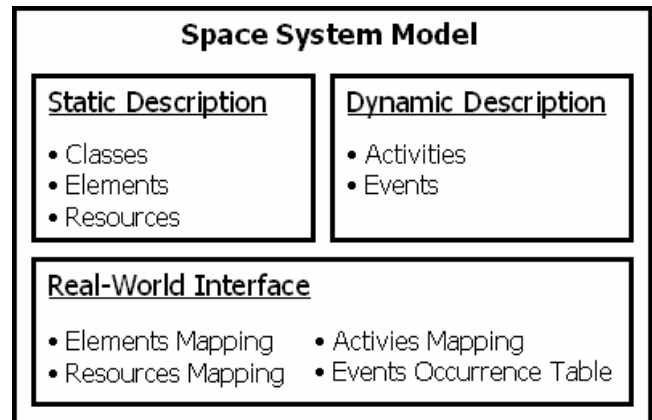 Space System Model
Static Description
• Classes
• Elements
• Resources
Dynamic Description
• Activities
• Events
Real-World Interface
• Elements Mapping
• Resources Mapping
• Activies Mapping
• Events Occurrence Table